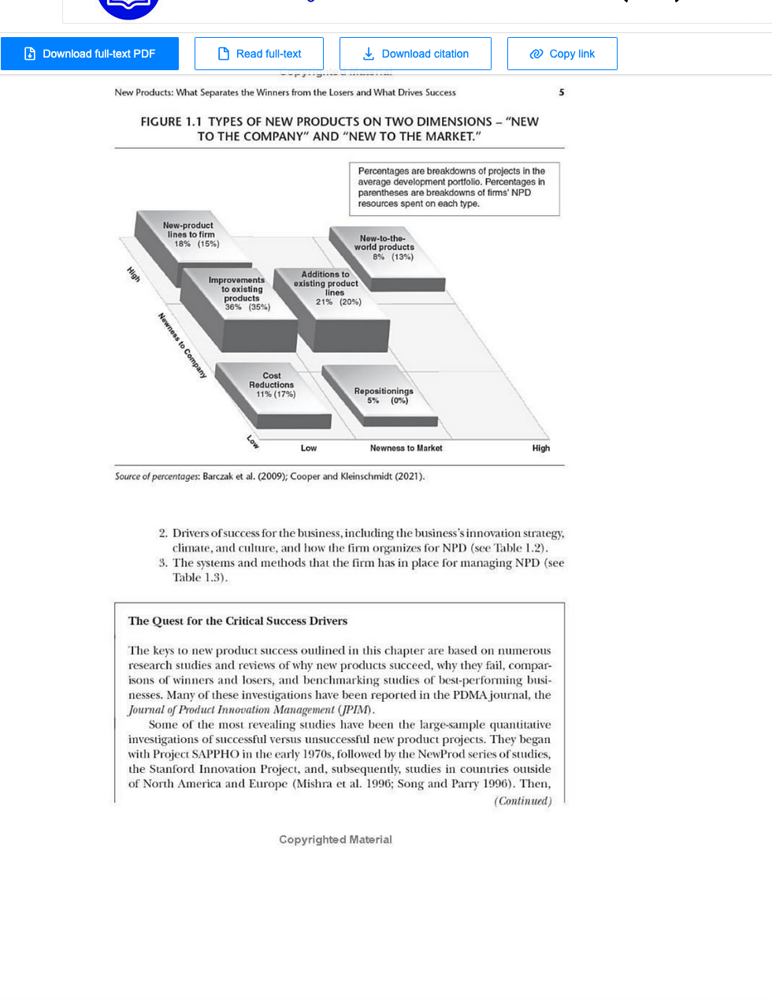 Download full-text PDF
Read full-text
Download citation
Copy link
New Products: What Separates the Winners from the Losers and What Drives Success 5
FIGURE 1.1 TYPES OF NEW PRODUCTS ON TWO DIMENSIONS – “NEW
TO THE COMPANY” AND “NEW TO THE MARKET.”
Percentages are breakdowns of projects in the
average development portfolio. Percentages in
parentheses are breakdowns of firms' NPD
resources spent on each type.
New-product
lines to firm
18% (15%)
New-to-the-
world products
8% (13%)
High
Improvements
to existing
products
36% (35%)
Additions to
existing product
lines
21% (20%)
Newness to Company
Cost
Reductions
11% (17%)
Repositionings
5% (0%)
Low
Low
Newness to Market
High
Source of percentages: Barczak et al. (2009); Cooper and Kleinschmidt (2021).
2. Drivers of success for the business, including the business's innovation strategy,
climate, and culture, and how the firm organizes for NPD (see Table 1.2).
3. The systems and methods that the firm has in place for managing NPD (see
Table 1.3).
The Quest for the Critical Success Drivers
The keys to new product success outlined in this chapter are based on numerous
research studies and reviews of why new products succeed, why they fail, compar-
isons of winners and losers, and benchmarking studies of best-performing busi-
nesses. Many of these investigations have been reported in the PDMA journal, the
Journal of Product Innovation Management (JPIM).
Some of the most revealing studies have been the large-sample quantitative
investigations of successful versus unsuccessful new product projects. They began
with Project SAPPHO in the early 1970s, followed by the NewProd series of studies,
the Stanford Innovation Project, and, subsequently, studies in countries outside
of North America and Europe (Mishra et al. 1996; Song and Parry 1996). Then,
(Continued)
Copyrighted Material